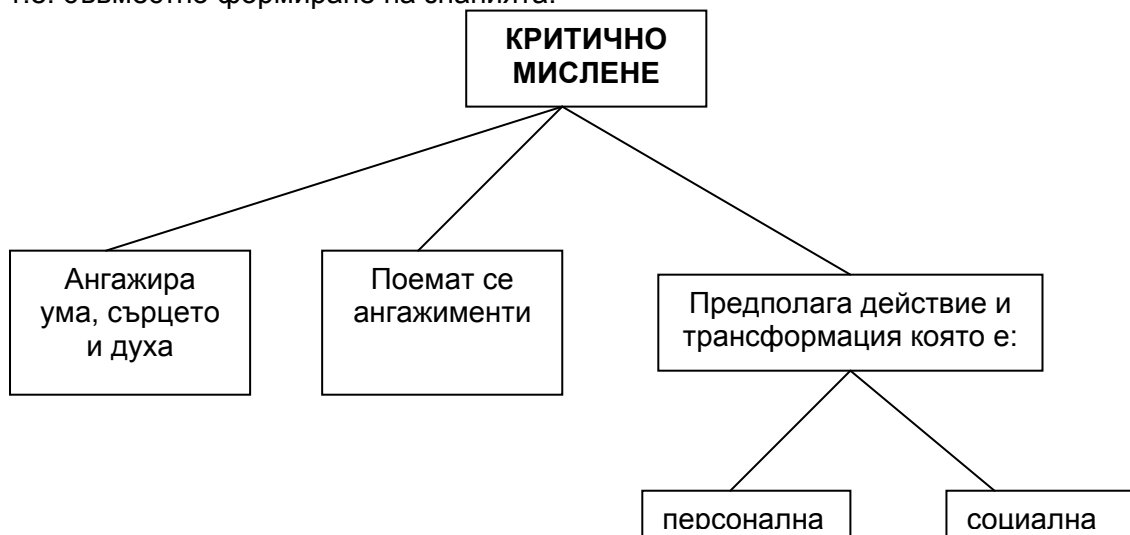 КРИТИЧНО
МИСЛЕНЕ
Ангажира
ума, сърцето
и духа
Поемат се
ангажименти
Предполага действие и
трансформация която е:
персонална
социална